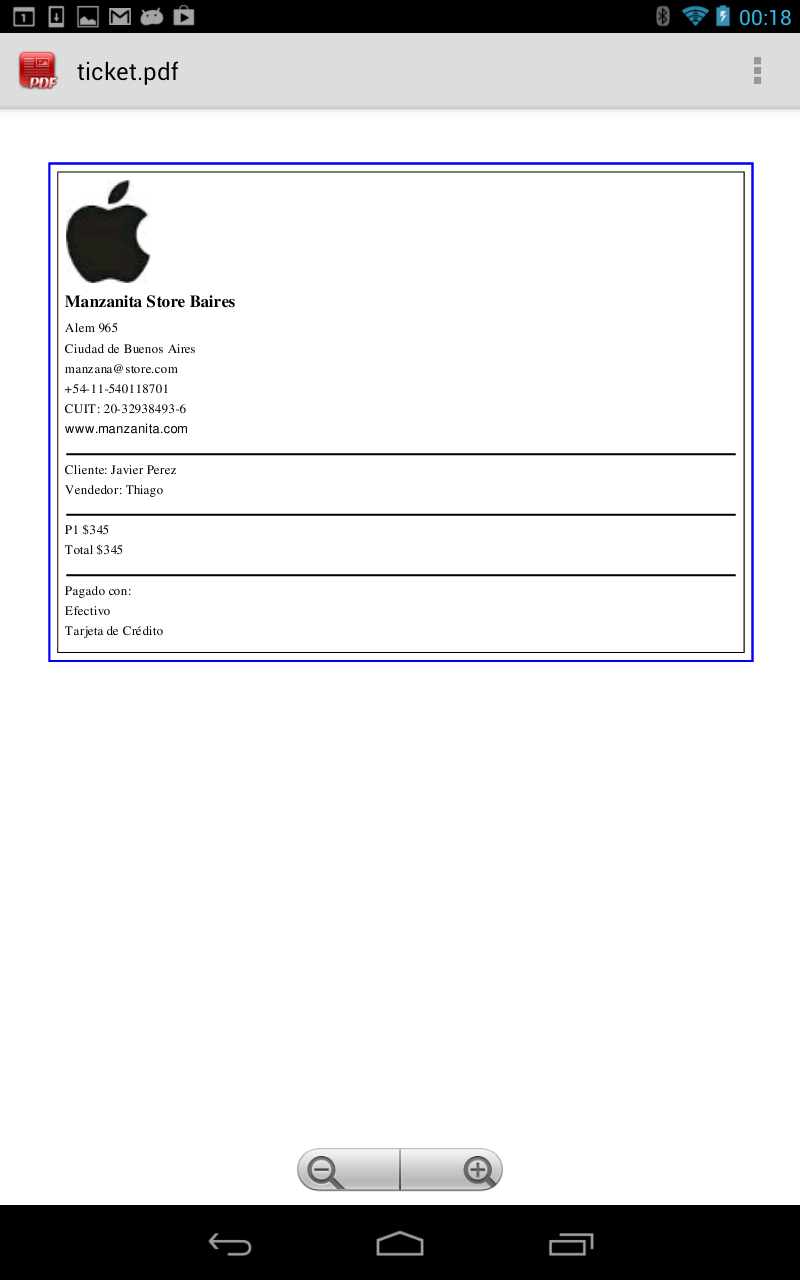 1
00:18
PDF
ticket.pdf
Manzanita Store Baires
Alem 965
Ciudad de Buenos Aires
manzana@store.com
+54-11-540118701
CUIT: 20-32938493-6
www.manzanita.com
Cliente: Javier Perez
Vendedor: Thiago
P1 $345
Total $345
Pagado con:
Efectivo
Tarjeta de Crédito